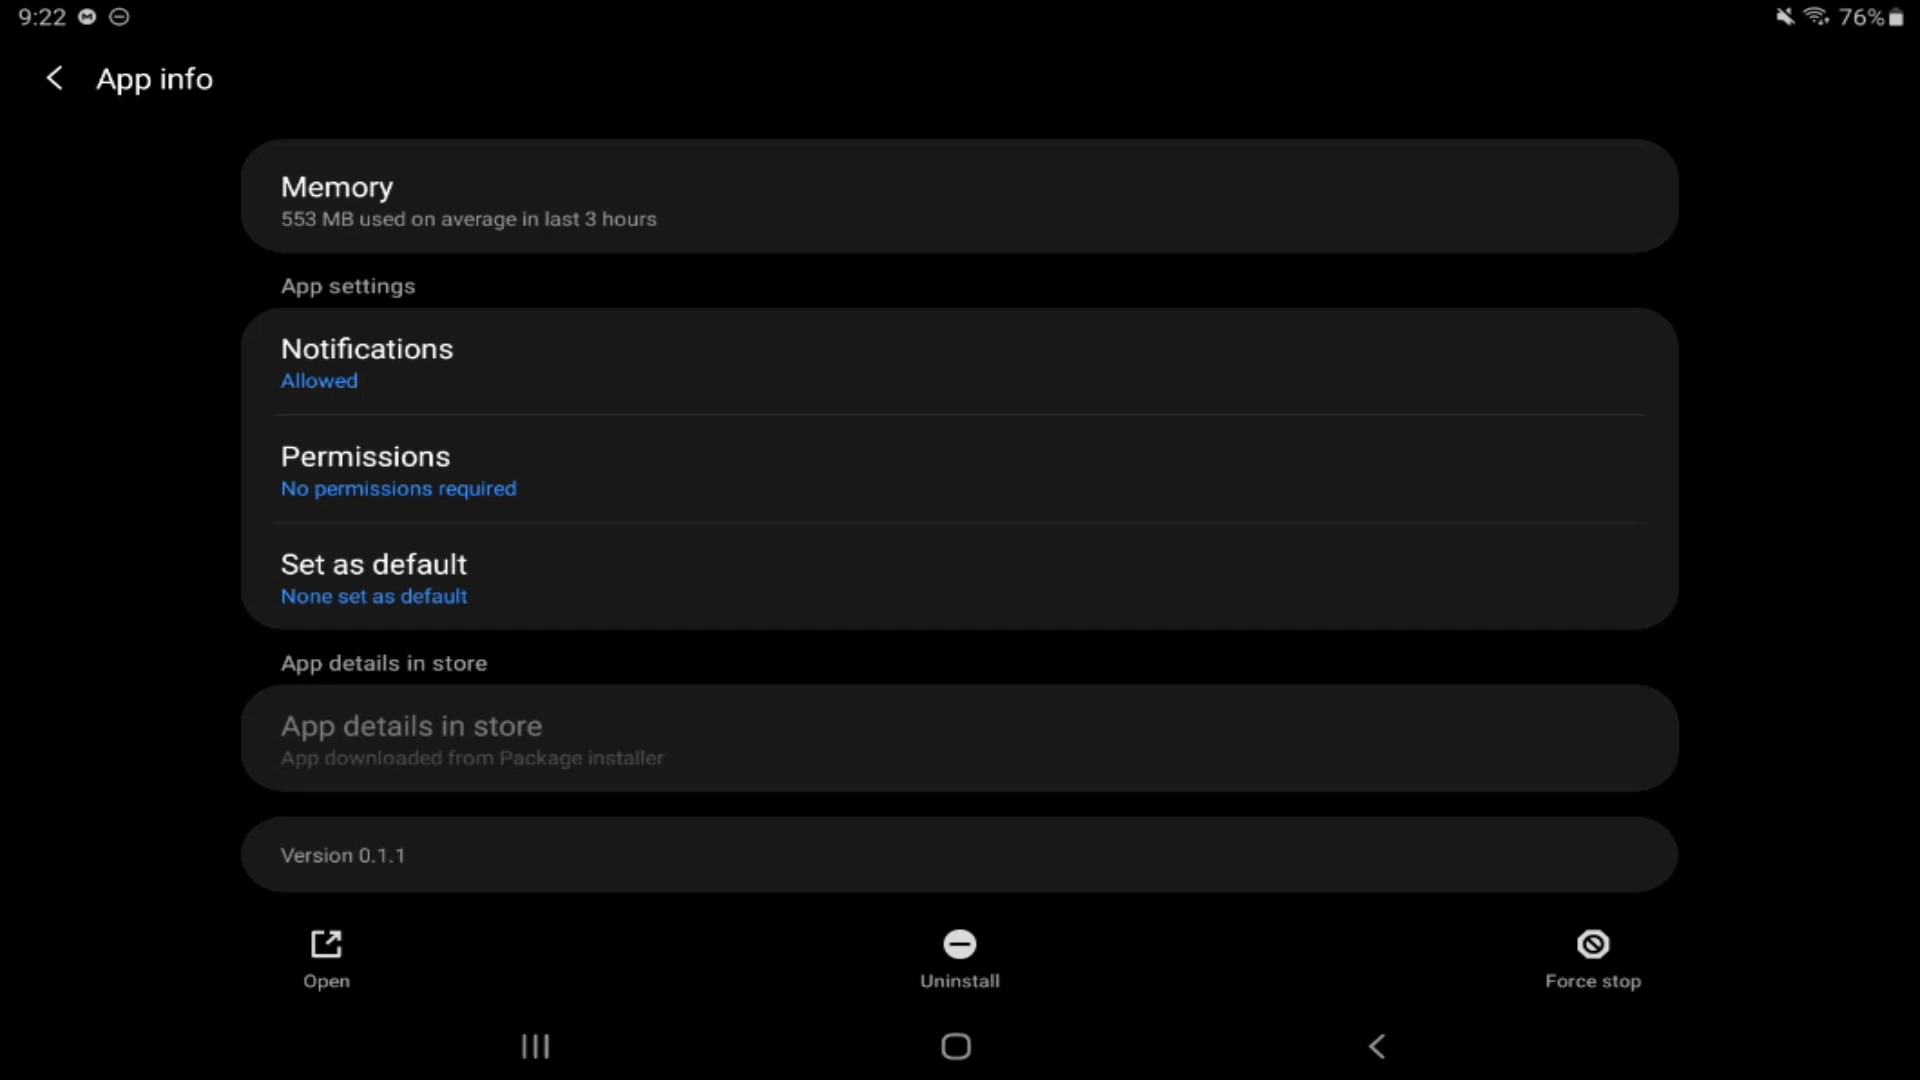 9:22
76%
App info
Memory
553 MB used on average in last 3 hours
App settings
Notifications
Allowed
Permissions
No permissions required
Set as default
None set as default
App details in store
App details in store
App downloaded from Package installer
Version 0.1.1
Open
Uninstall
Force stop